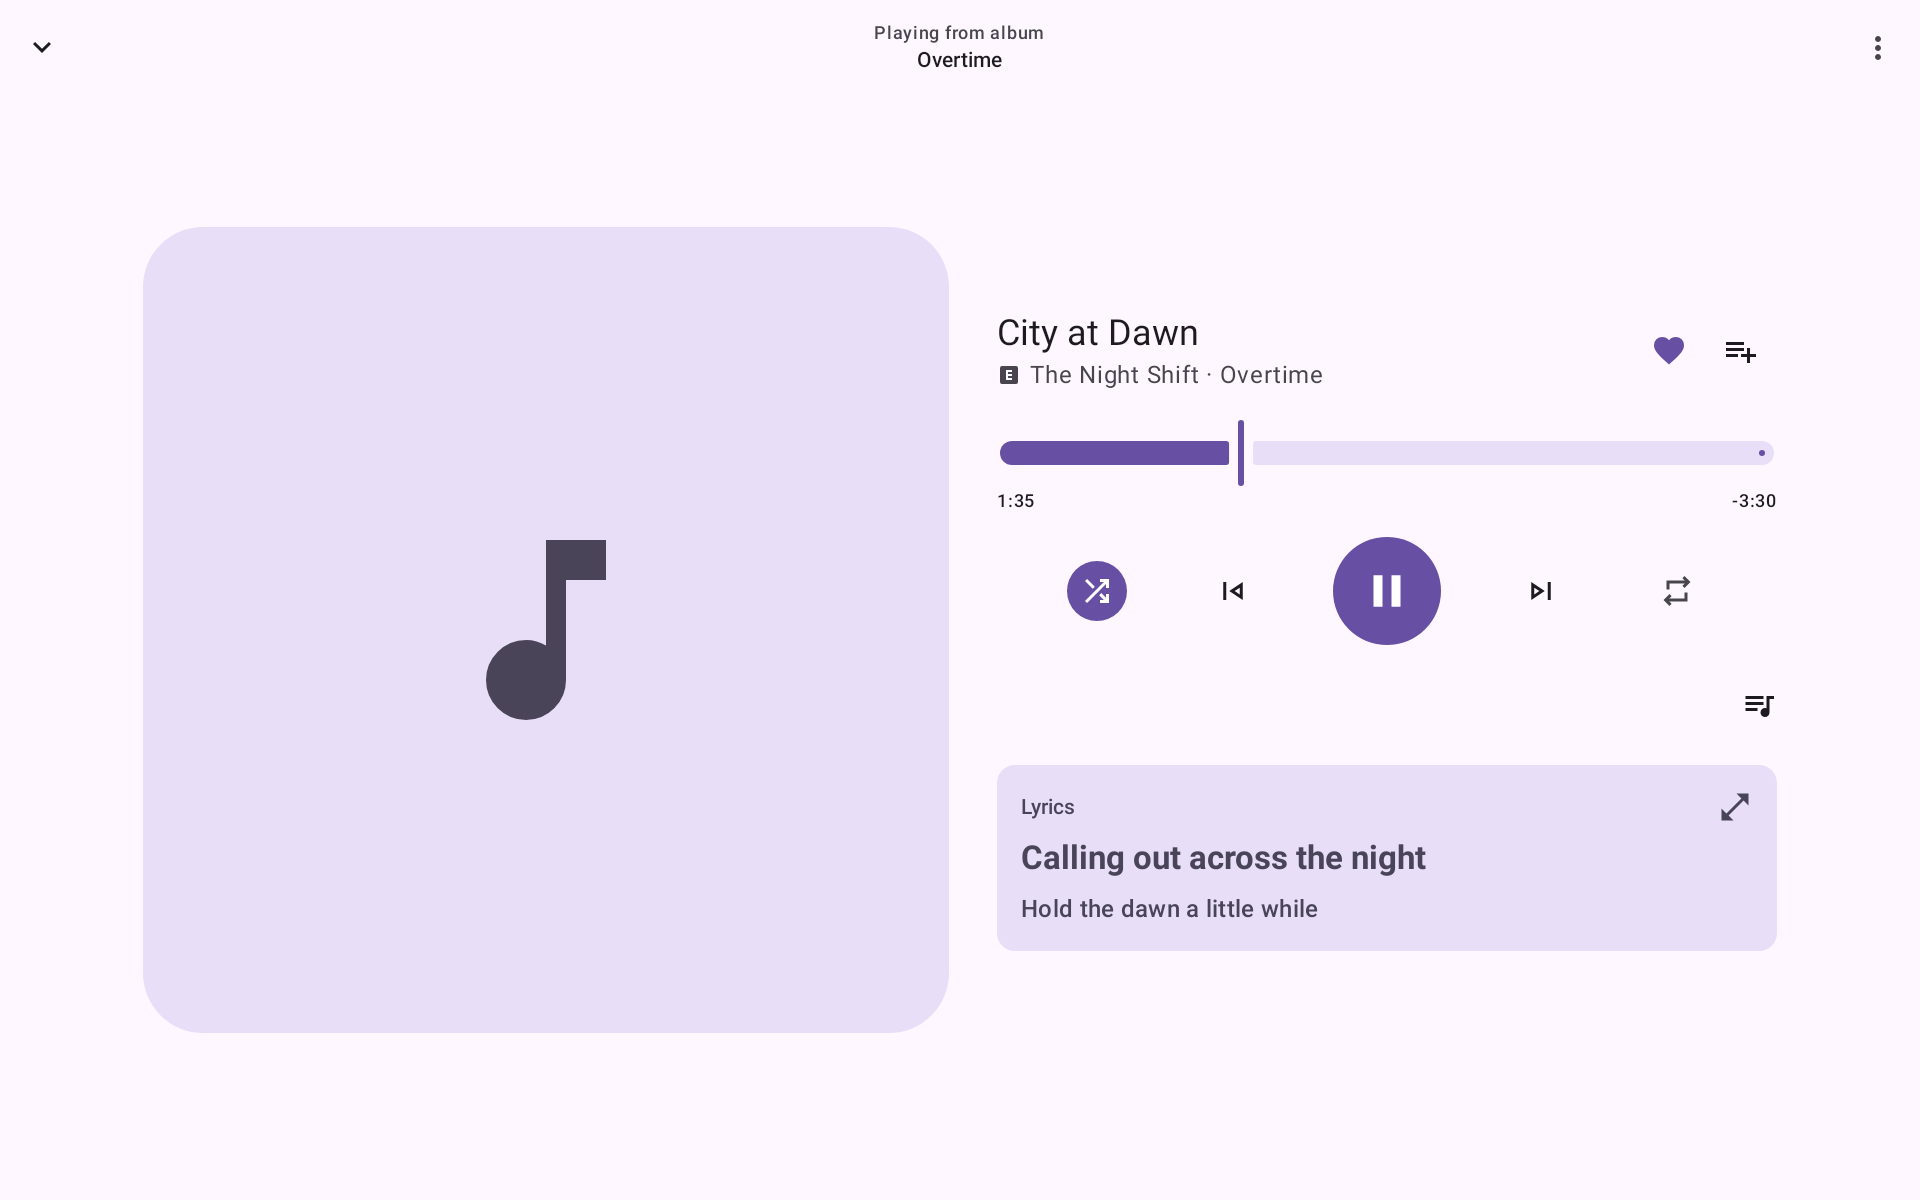 Playing from album
Overtime
City at Dawn
E The Night Shift · Overtime
1:35
-3:30
Lyrics
Calling out across the night
Hold the dawn a little while